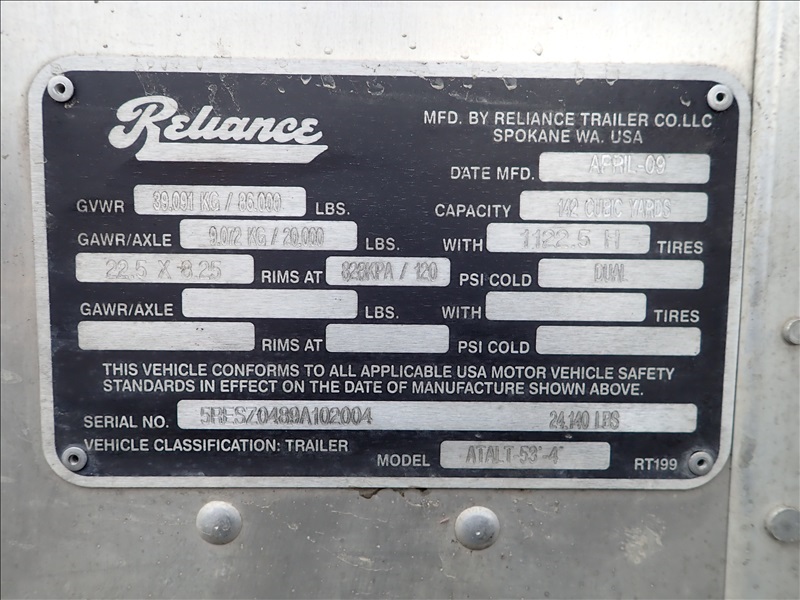 Reliance
MFD. BY RELIANCE TRAILER CO.LLC
SPOKANE WA. USA
DATE MFD. APRIL-09
GVWR 39,091 KG / 86,000 LBS.
CAPACITY 142 CUBIC YARDS
GAWR/AXLE 9,072 KG / 20,000 LBS. WITH 1122.5 H TIRES
22.5 X 8.25 RIMS AT 828KPA / 120 PSI COLD DUAL
GAWR/AXLE LBS. WITH TIRES
RIMS AT PSI COLD
THIS VEHICLE CONFORMS TO ALL APPLICABLE USA MOTOR VEHICLE SAFETY
STANDARDS IN EFFECT ON THE DATE OF MANUFACTURE SHOWN ABOVE.
SERIAL NO. 24,140 LBS
VEHICLE CLASSIFICATION: TRAILER
MODEL ATALT-53'-4" RT199